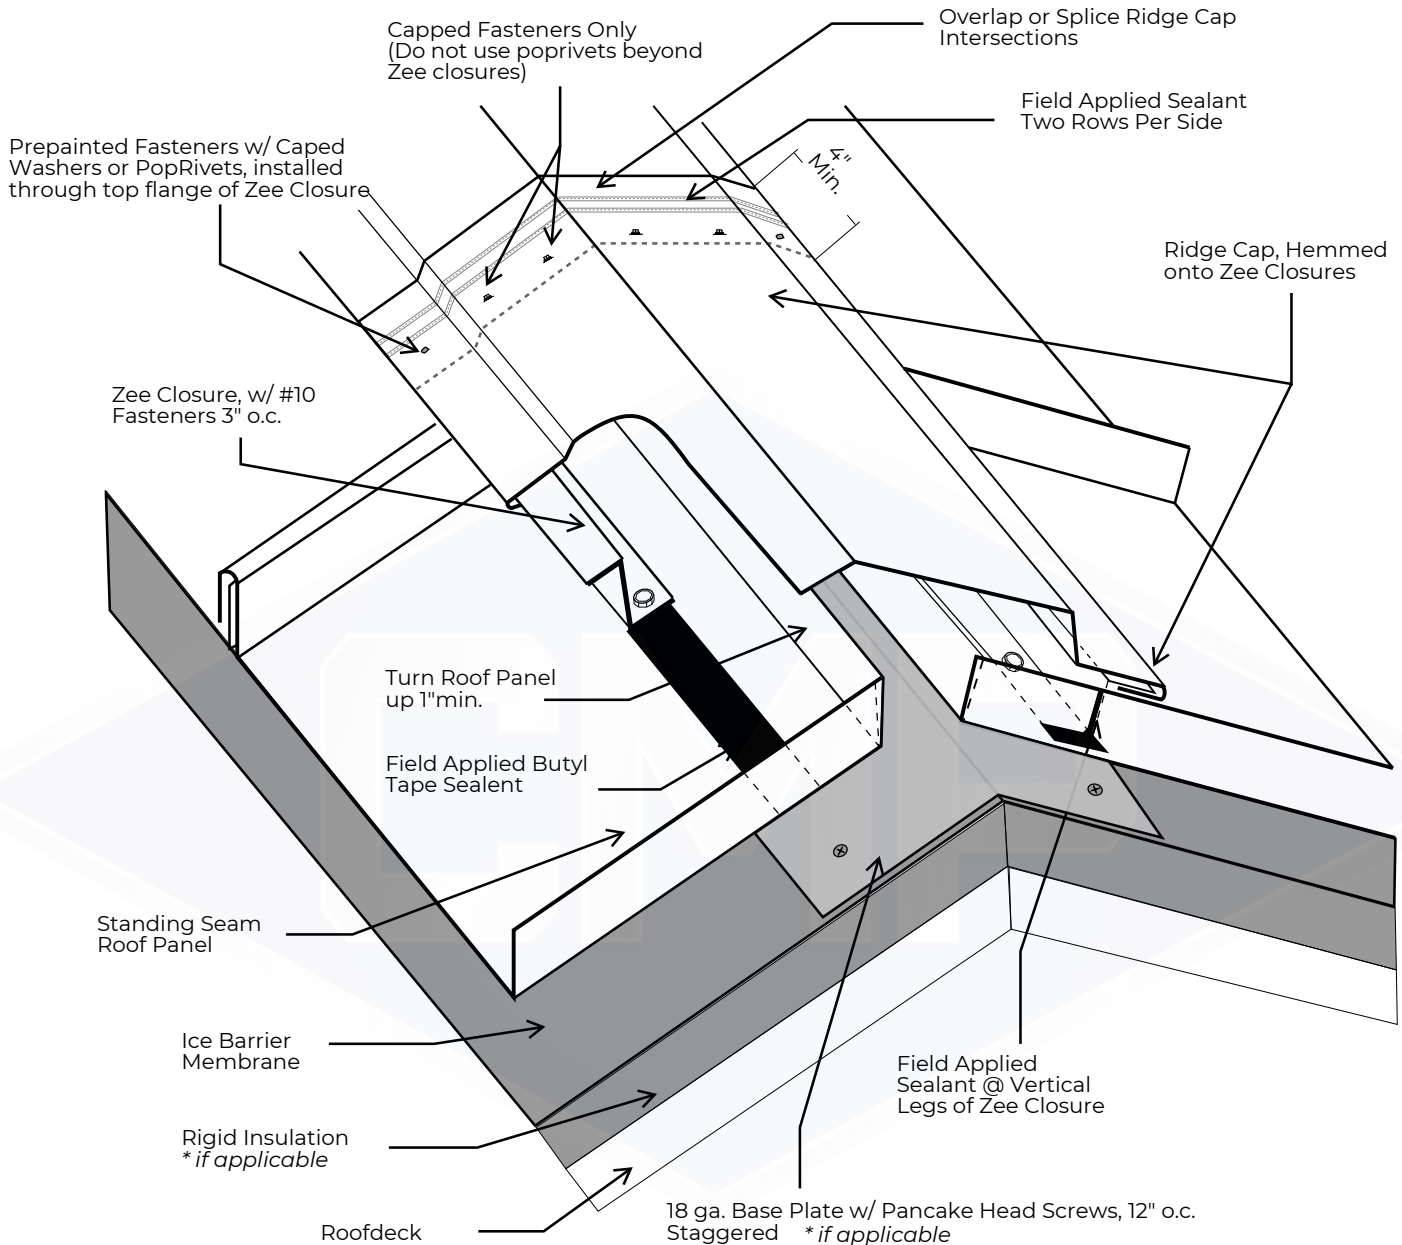 Capped Fasteners Only
(Do not use poprivets beyond
Zee closures)
Overlap or Splice Ridge Cap
Intersections
Field Applied Sealant
Two Rows Per Side
Prepainted Fasteners w/ Caped
Washers or PopRivets, installed
through top flange of Zee Closure
4"
Min.
Ridge Cap, Hemmed
onto Zee Closures
Zee Closure, w/ #10
Fasteners 3" o.c.
Turn Roof Panel
up 1"min.
Field Applied Butyl
Tape Sealent
Standing Seam
Roof Panel
Ice Barrier
Membrane
Field Applied
Sealant @ Vertical
Legs of Zee Closure
Rigid Insulation
* if applicable
18 ga. Base Plate w/ Pancake Head Screws, 12" o.c.
Staggered * if applicable
Roofdeck
CMP